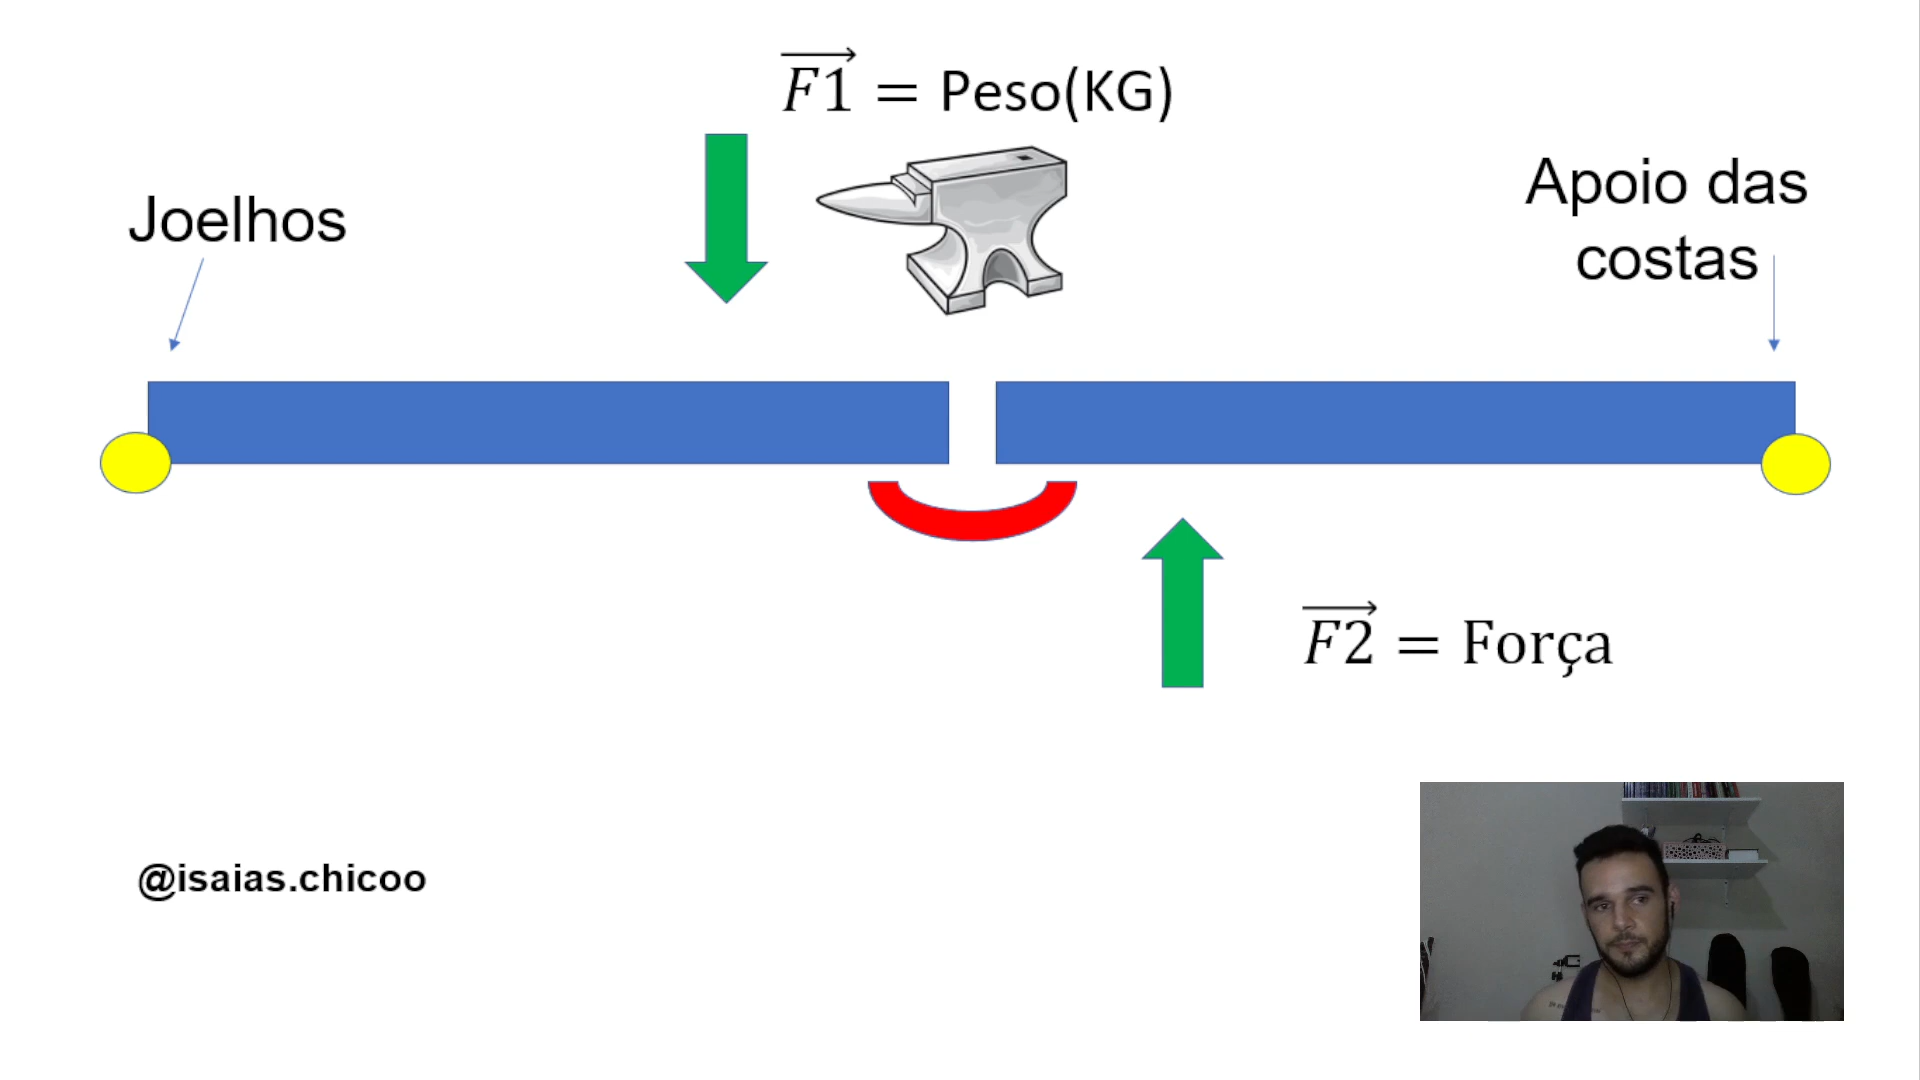 F1 = Peso(KG)
Joelhos
Apoio das
costas
F2 = Força
@isaias.chicoo